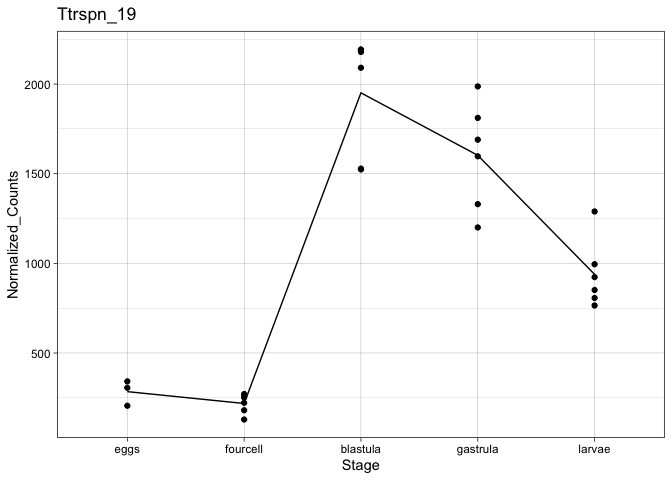 Ttrspn_19
Normalized_Counts
2000
1500
1000
500
eggs fourcell blastula gastrula larvae
Stage